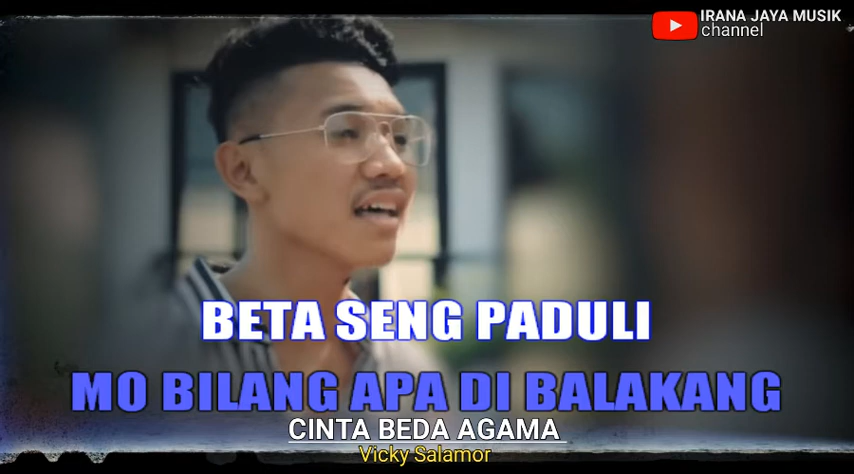 IRANA JAYA MUSIK
channel
BETA SENG PADULI
MO BILANG APA DI BALAKANG
CINTA BEDA AGAMA
Vicky Salamor